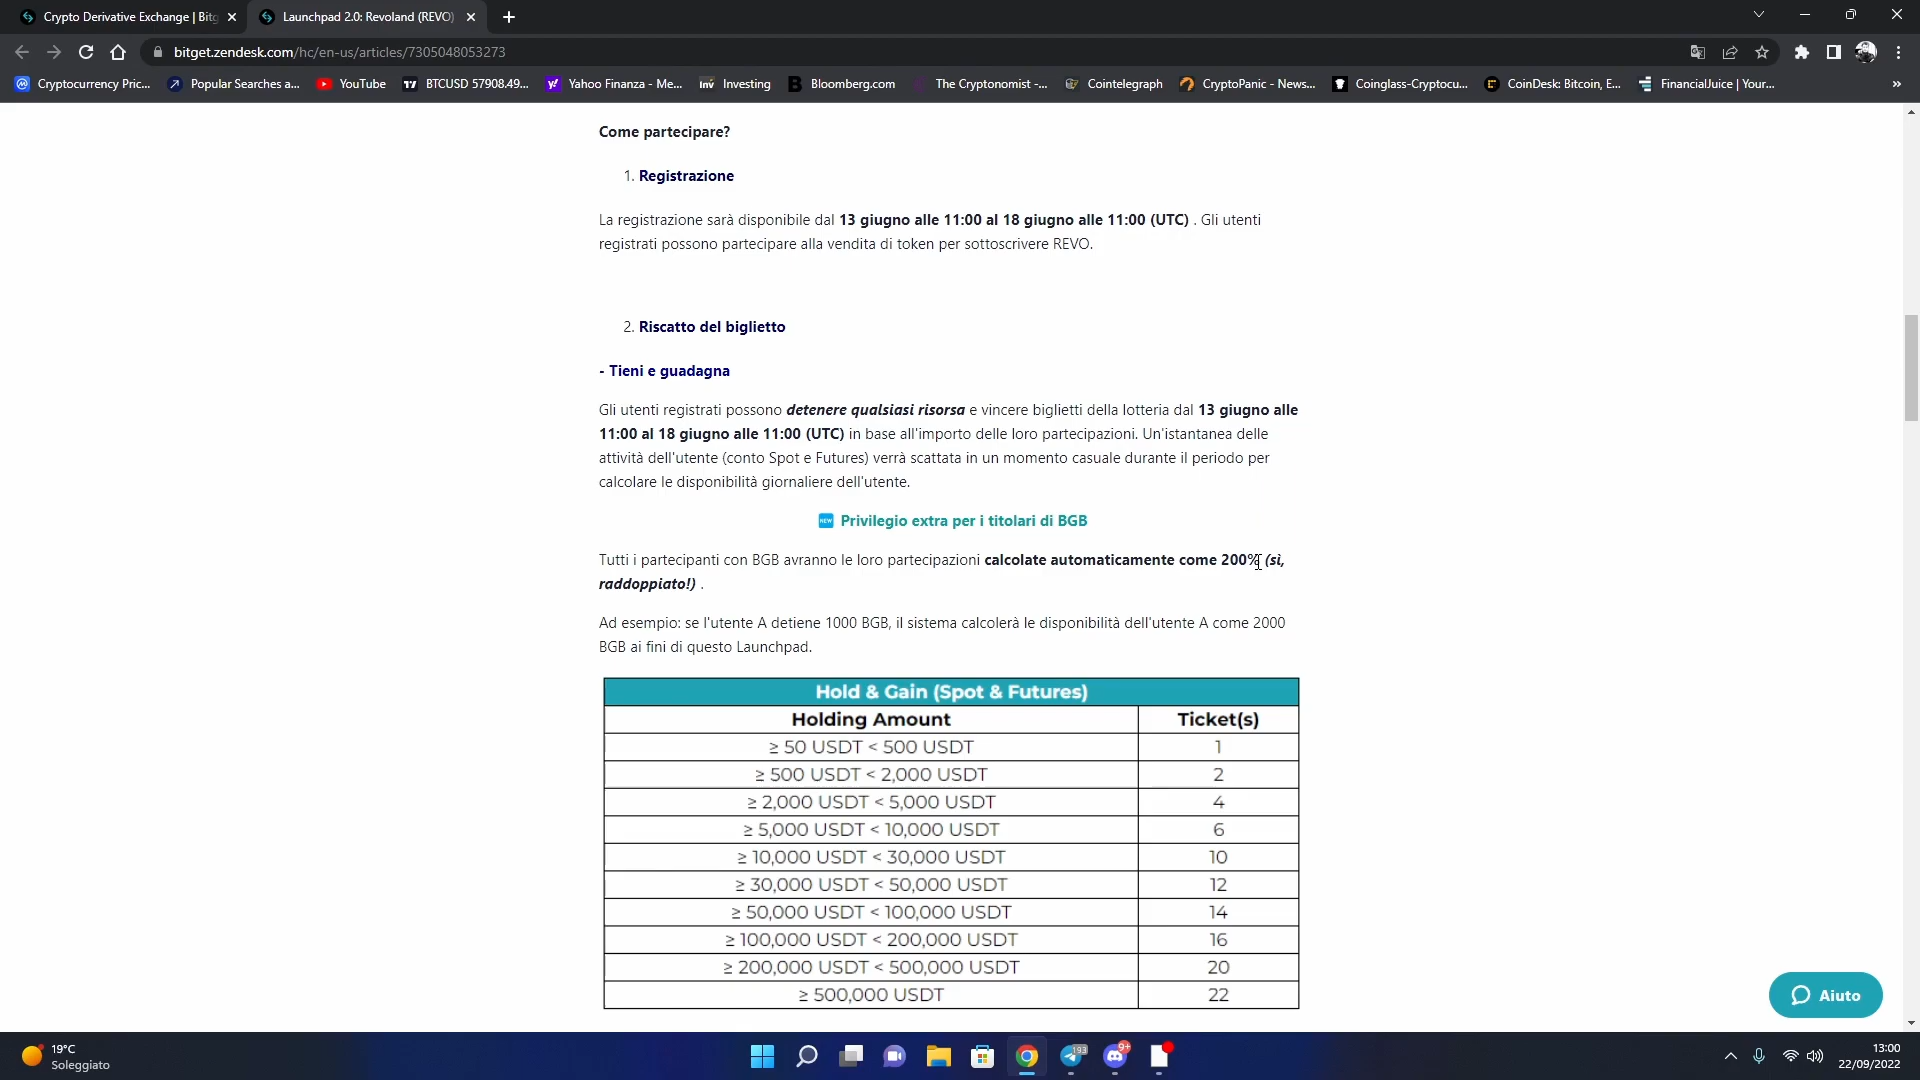 Crypto Derivative Exchange | Bitg
Launchpad 2.0: Revoland (REVO)
bitget.zendesk.com/hc/en-us/articles/7305048053273
Cryptocurrency Pric...
Popular Searches a...
YouTube
BTCUSD 57908.49...
Yahoo Finanza - Me...
Investing
Bloomberg.com
The Cryptonomist -...
Cointelegraph
CryptoPanic - News...
Coinglass-Cryptocu...
CoinDesk: Bitcoin, E...
FinancialJuice | Your...
Come partecipare?
1. Registrazione
La registrazione sarà disponibile dal 13 giugno alle 11:00 al 18 giugno alle 11:00 (UTC) . Gli utenti
registrati possono partecipare alla vendita di token per sottoscrivere REVO.
2. Riscatto del biglietto
- Tieni e guadagna
Gli utenti registrati possono detenere qualsiasi risorsa e vincere biglietti della lotteria dal 13 giugno alle
11:00 al 18 giugno alle 11:00 (UTC) in base all'importo delle loro partecipazioni. Un'istantanea delle
attività dell'utente (conto Spot e Futures) verrà scattata in un momento casuale durante il periodo per
calcolare le disponibilità giornaliere dell'utente.
NEW Privilegio extra per i titolari di BGB
Tutti i partecipanti con BGB avranno le loro partecipazioni calcolate automaticamente come 200% (sì,
raddoppiato!) .
Ad esempio: se l'utente A detiene 1000 BGB, il sistema calcolerà le disponibilità dell'utente A come 2000
BGB ai fini di questo Launchpad.
Hold & Gain (Spot & Futures)
Holding Amount Ticket(s)
≥ 50 USDT < 500 USDT 1
≥ 500 USDT < 2,000 USDT 2
≥ 2,000 USDT < 5,000 USDT 4
≥ 5,000 USDT < 10,000 USDT 6
≥ 10,000 USDT < 30,000 USDT 10
≥ 30,000 USDT < 50,000 USDT 12
≥ 50,000 USDT < 100,000 USDT 14
≥ 100,000 USDT < 200,000 USDT 16
≥ 200,000 USDT < 500,000 USDT 20
≥ 500,000 USDT 22
Aiuto
19°C
Soleggiato
193
9+
13:00
22/09/2022